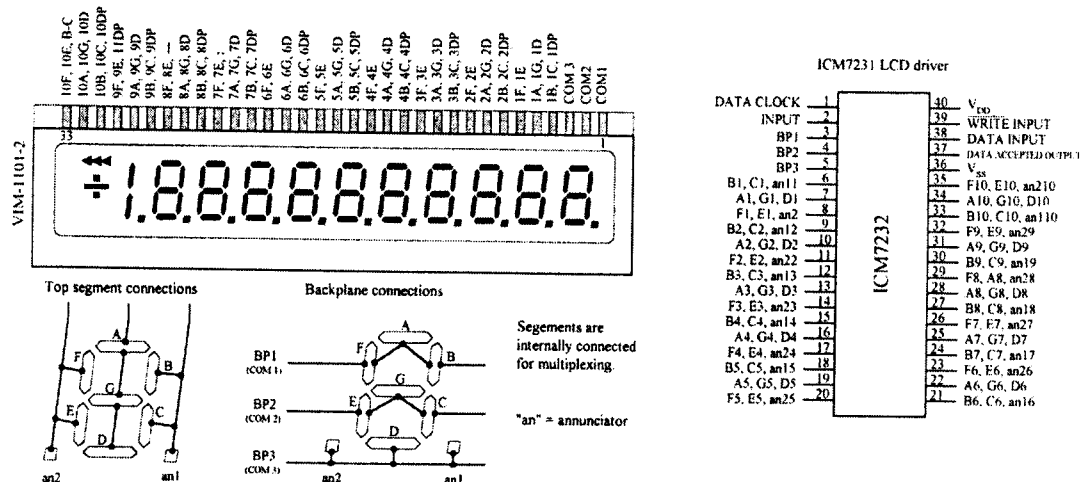 10F, 10E, B-C
10A, 10G, 10D
10B, 10C, 10DP
9F, 9E, 11DP
9A, 9G, 9D
9B, 9C, 9DP
8F, 8E, —
8A, 8G, 8D
8B, 8C, 8DP
7F, 7E, :
7A, 7G, 7D
7B, 7C, 7DP
6F, 6E
6A, 6G, 6D
6B, 6C, 6DP
5F, 5E
5A, 5G, 5D
5B, 5C, 5DP
4F, 4E
4A, 4G, 4D
4B, 4C, 4DP
3F, 3E
3A, 3G, 3D
3B, 3C, 3DP
2F, 2E
2A, 2G, 2D
2B, 2C, 2DP
1F, 1E
1A, 1G, 1D
1B, 1C, 1DP
COM 3
COM2
COM1
33
1
VIM-1101-2
÷1.8.8.8.8.8.8.8.8.8.8.
Top segment connections
A
F
B
G
E
C
D
an2
an1
Backplane connections
A
BP1
(COM 1)
F
B
G
BP2
(COM 2)
E
C
D
BP3
(COM 3)
an2
an1
Segements are
internally connected
for multiplexing.
"an" = annunciator
ICM7231 LCD driver
ICM7232
DATA CLOCK 1
INPUT 2
BP1 3
BP2 4
BP3 5
B1, C1, an11 6
A1, G1, D1 7
F1, E1, an2 8
B2, C2, an12 9
A2, G2, D2 10
F2, E2, an22 11
B3, C3, an13 12
A3, G3, D3 13
F3, E3, an23 14
B4, C4, an14 15
A4, G4, D4 16
F4, E4, an24 17
B5, C5, an15 18
A5, G5, D5 19
F5, E5, an25 20
40 VDD
39 WRITE INPUT
38 DATA INPUT
37 DATA ACCEPTED OUTPUT
36 VSS
35 F10, E10, an210
34 A10, G10, D10
33 B10, C10, an110
32 F9, E9, an29
31 A9, G9, D9
30 B9, C9, an19
29 F8, A8, an28
28 A8, G8, D8
27 B8, C8, an18
26 F7, E7, an27
25 A7, G7, D7
24 B7, C7, an17
23 F6, E6, an26
22 A6, G6, D6
21 B6, C6, an16